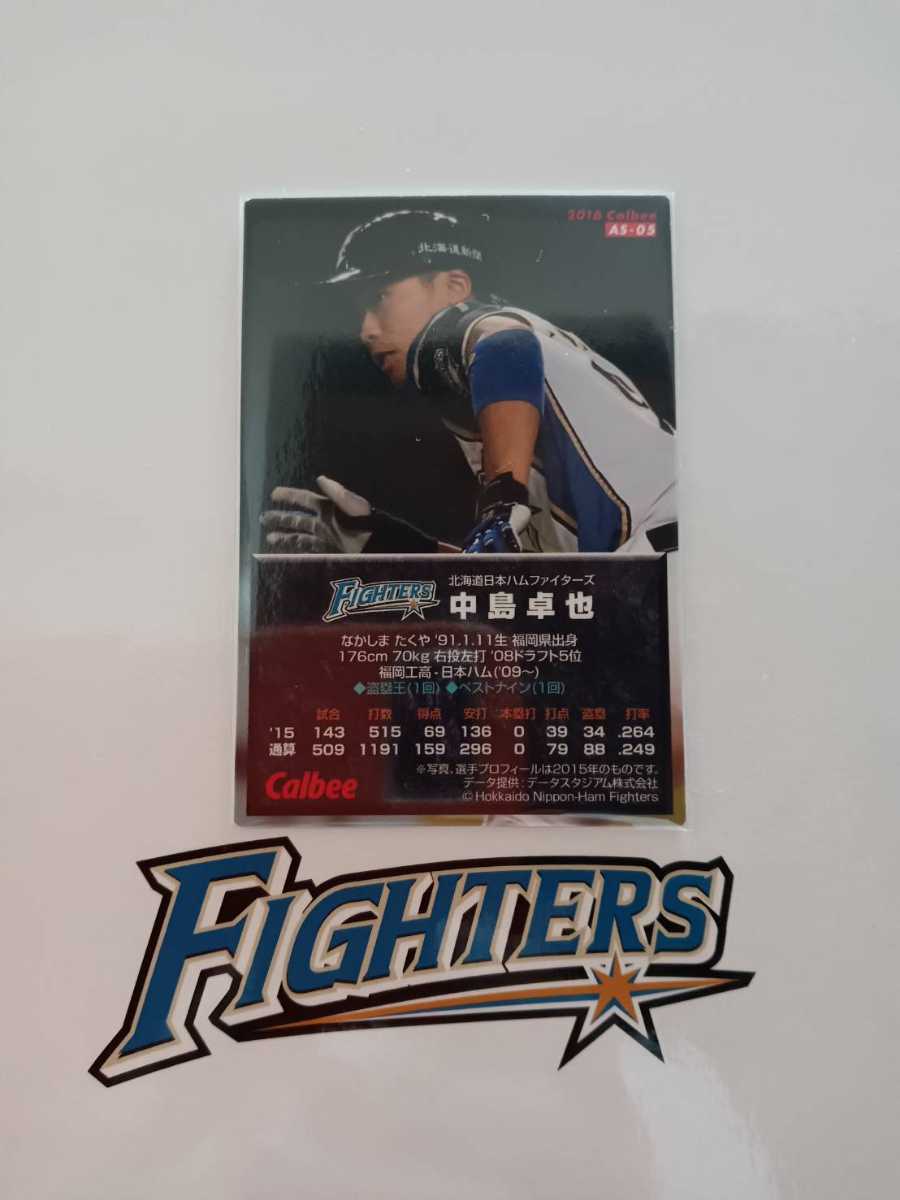 2016 Calbee
AS-05
北海道新聞
FIGHTERS
北海道日本ハムファイターズ
中島卓也
なかしま たくや '91.1.11生 福岡県出身
176cm 70kg 右投左打 '08ドラフト5位
福岡工高-日本ハム('09〜)
◆盗塁王(1回) ◆ベストナイン(1回)
試合 打数 得点 安打 本塁打 打点 盗塁 打率
'15 143 515 69 136 0 39 34 .264
通算 509 1191 159 296 0 79 88 .249
※写真、選手プロフィールは2015年のものです。
データ提供:データスタジアム株式会社
Calbee
© Hokkaido Nippon-Ham Fighters
FIGHTERS